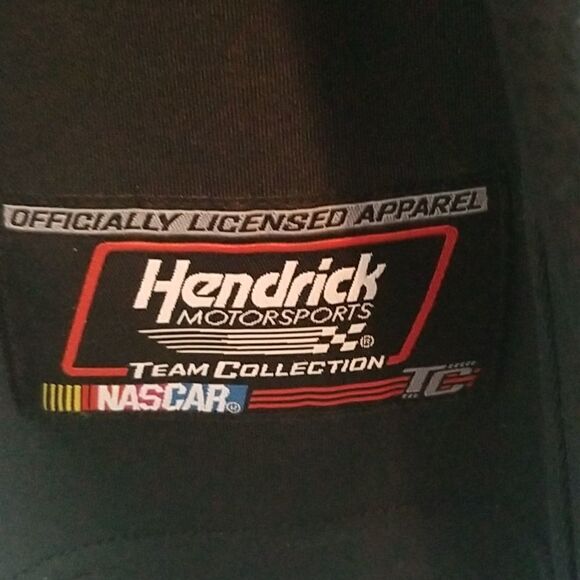 OFFICIALLY LICENSED APPAREL
Hendrick
MOTORSPORTS
®
TEAM COLLECTION
NASCAR® TC